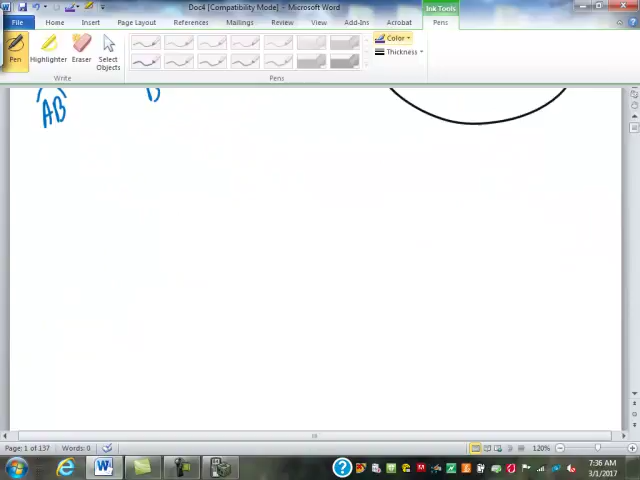 Doc4 [Compatibility Mode] - Microsoft Word
Ink Tools
File Home Insert Page Layout References Mailings Review View Add-Ins Acrobat Pens
Pen Highlighter Eraser Select Objects
Color
Thickness
Write Pens
AB B
Page: 1 of 137 Words: 0 120%
7:36 AM
3/1/2017